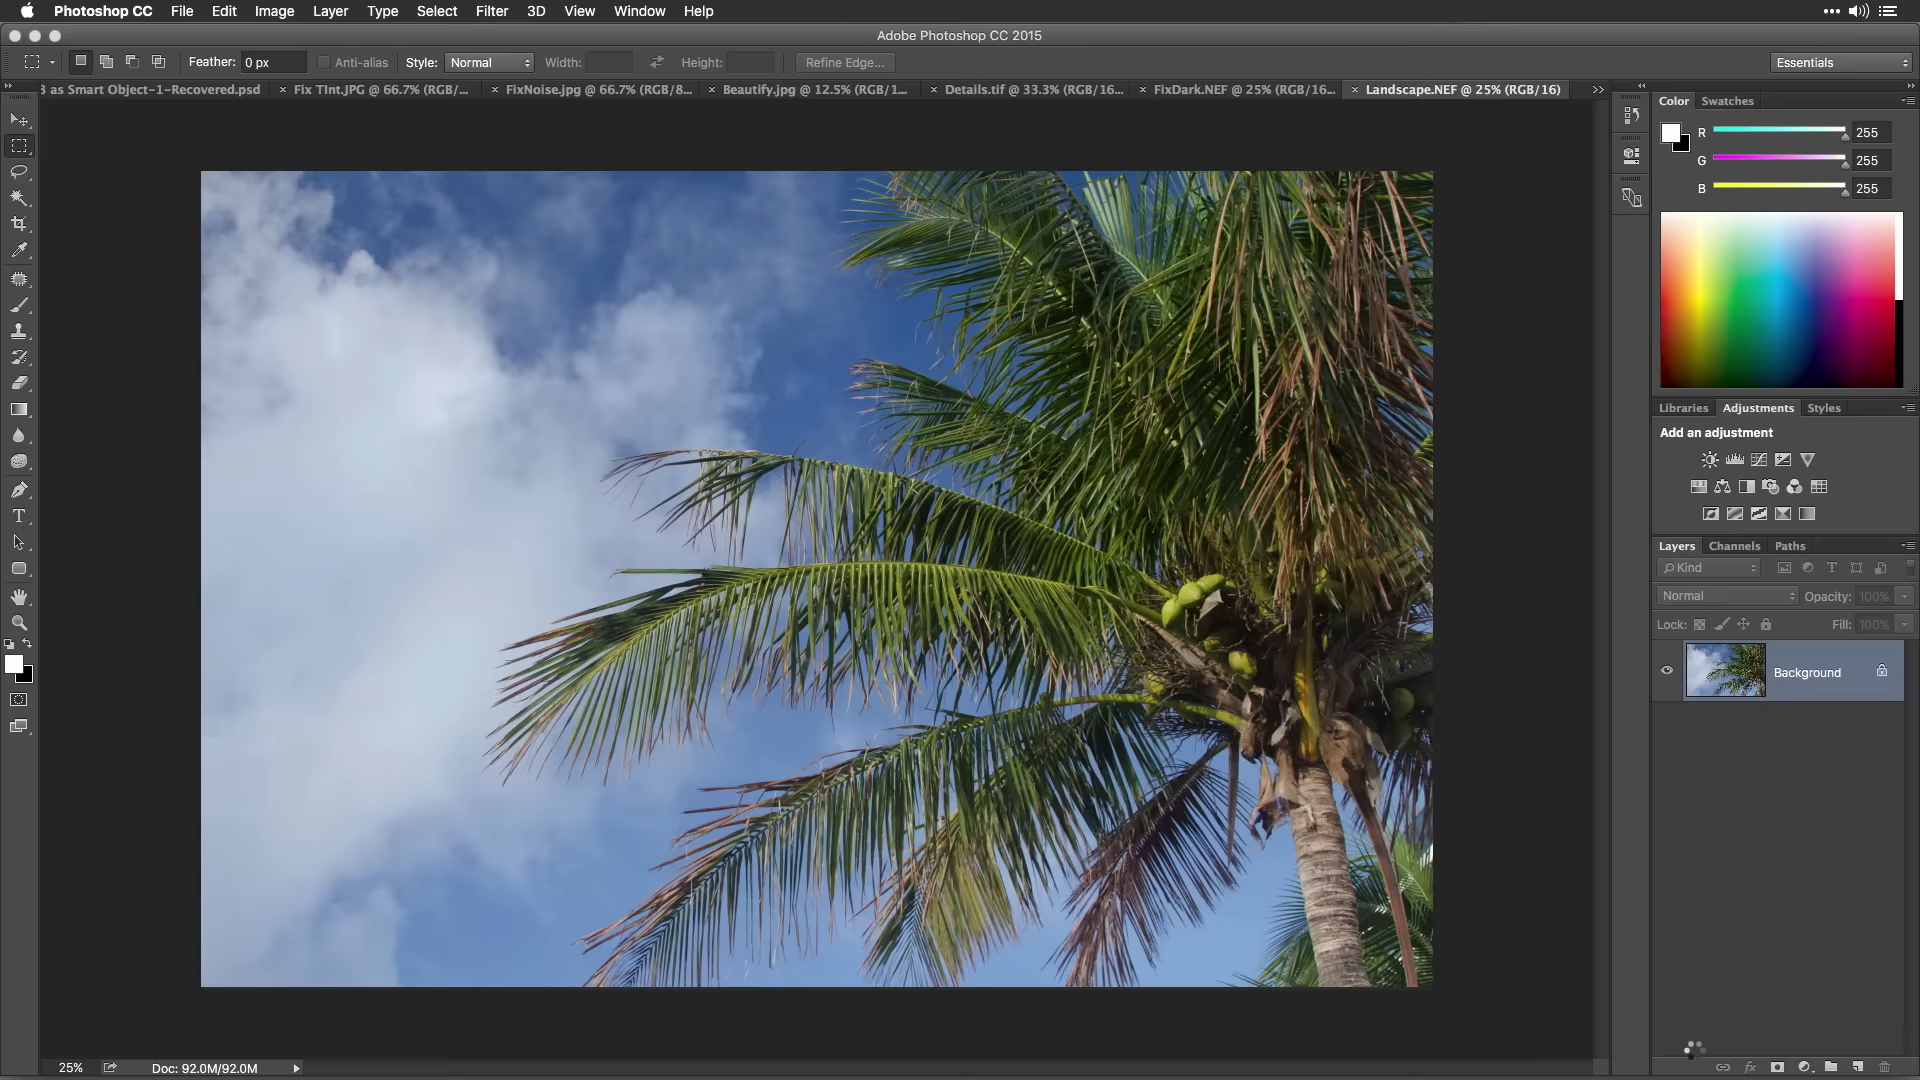 Photoshop CC File Edit Image Layer Type Select Filter 3D View Window Help
Adobe Photoshop CC 2015
Feather: 0 px Anti-alias Style: Normal Width: Height: Refine Edge... Essentials
3 as Smart Object-1-Recovered.psd × Fix TInt.JPG @ 66.7% (RGB/... × FixNoise.jpg @ 66.7% (RGB/8... × Beautify.jpg @ 12.5% (RGB/1... × Details.tif @ 33.3% (RGB/16... × FixDark.NEF @ 25% (RGB/16... × Landscape.NEF @ 25% (RGB/16)
Color Swatches
R 255
G 255
B 255
Libraries Adjustments Styles
Add an adjustment
Layers Channels Paths
Kind
Normal Opacity: 100%
Lock: Fill: 100%
Background
25% Doc: 92.0M/92.0M